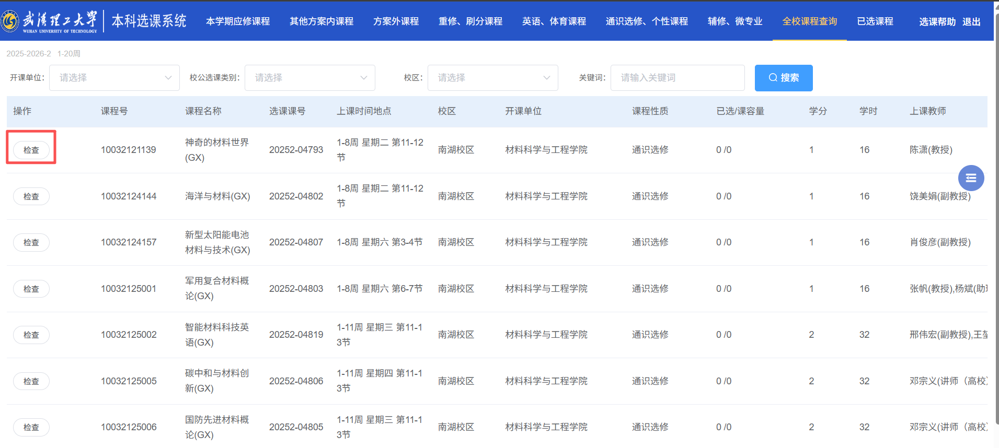 武汉理工大学
WUHAN UNIVERSITY OF TECHNOLOGY
本科选课系统 本学期应修课程 其他方案内课程 方案外课程 重修、刷分课程 英语、体育课程 通识选修、个性课程 辅修、微专业 全校课程查询 已选课程 选课帮助 退出
2025-2026-2 1-20周
开课单位： 请选择 校公选课类别： 请选择 校区： 请选择 关键词： 请输入关键词 搜索
操作 课程号 课程名称 选课课号 上课时间地点 校区 开课单位 课程性质 已选/课容量 学分 学时 上课教师
检查 10032121139 神奇的材料世界(GX) 20252-04793 1-8周 星期二 第11-12节 南湖校区 材料科学与工程学院 通识选修 0 /0 1 16 陈潇(教授)
检查 10032124144 海洋与材料(GX) 20252-04802 1-8周 星期二 第11-12节 南湖校区 材料科学与工程学院 通识选修 0 /0 1 16 饶美娟(副教授)
检查 10032124157 新型太阳能电池材料与技术(GX) 20252-04807 1-8周 星期六 第3-4节 南湖校区 材料科学与工程学院 通识选修 0 /0 1 16 肖俊彦(副教授)
检查 10032125001 军用复合材料概论(GX) 20252-04803 1-8周 星期六 第6-7节 南湖校区 材料科学与工程学院 通识选修 0 /0 1 16 张帆(教授),杨斌(助
检查 10032125002 智能材料科技英语(GX) 20252-04819 1-11周 星期三 第11-13节 南湖校区 材料科学与工程学院 通识选修 0 /0 2 32 邢伟宏(副教授),王
检查 10032125005 碳中和与材料创新(GX) 20252-04806 1-11周 星期四 第11-13节 南湖校区 材料科学与工程学院 通识选修 0 /0 2 32 邓宗义(讲师（高校）
检查 10032125006 国防先进材料概论(GX) 20252-04805 1-11周 星期三 第11-13节 南湖校区 材料科学与工程学院 通识选修 0 /0 2 32 邓宗义(讲师（高校）